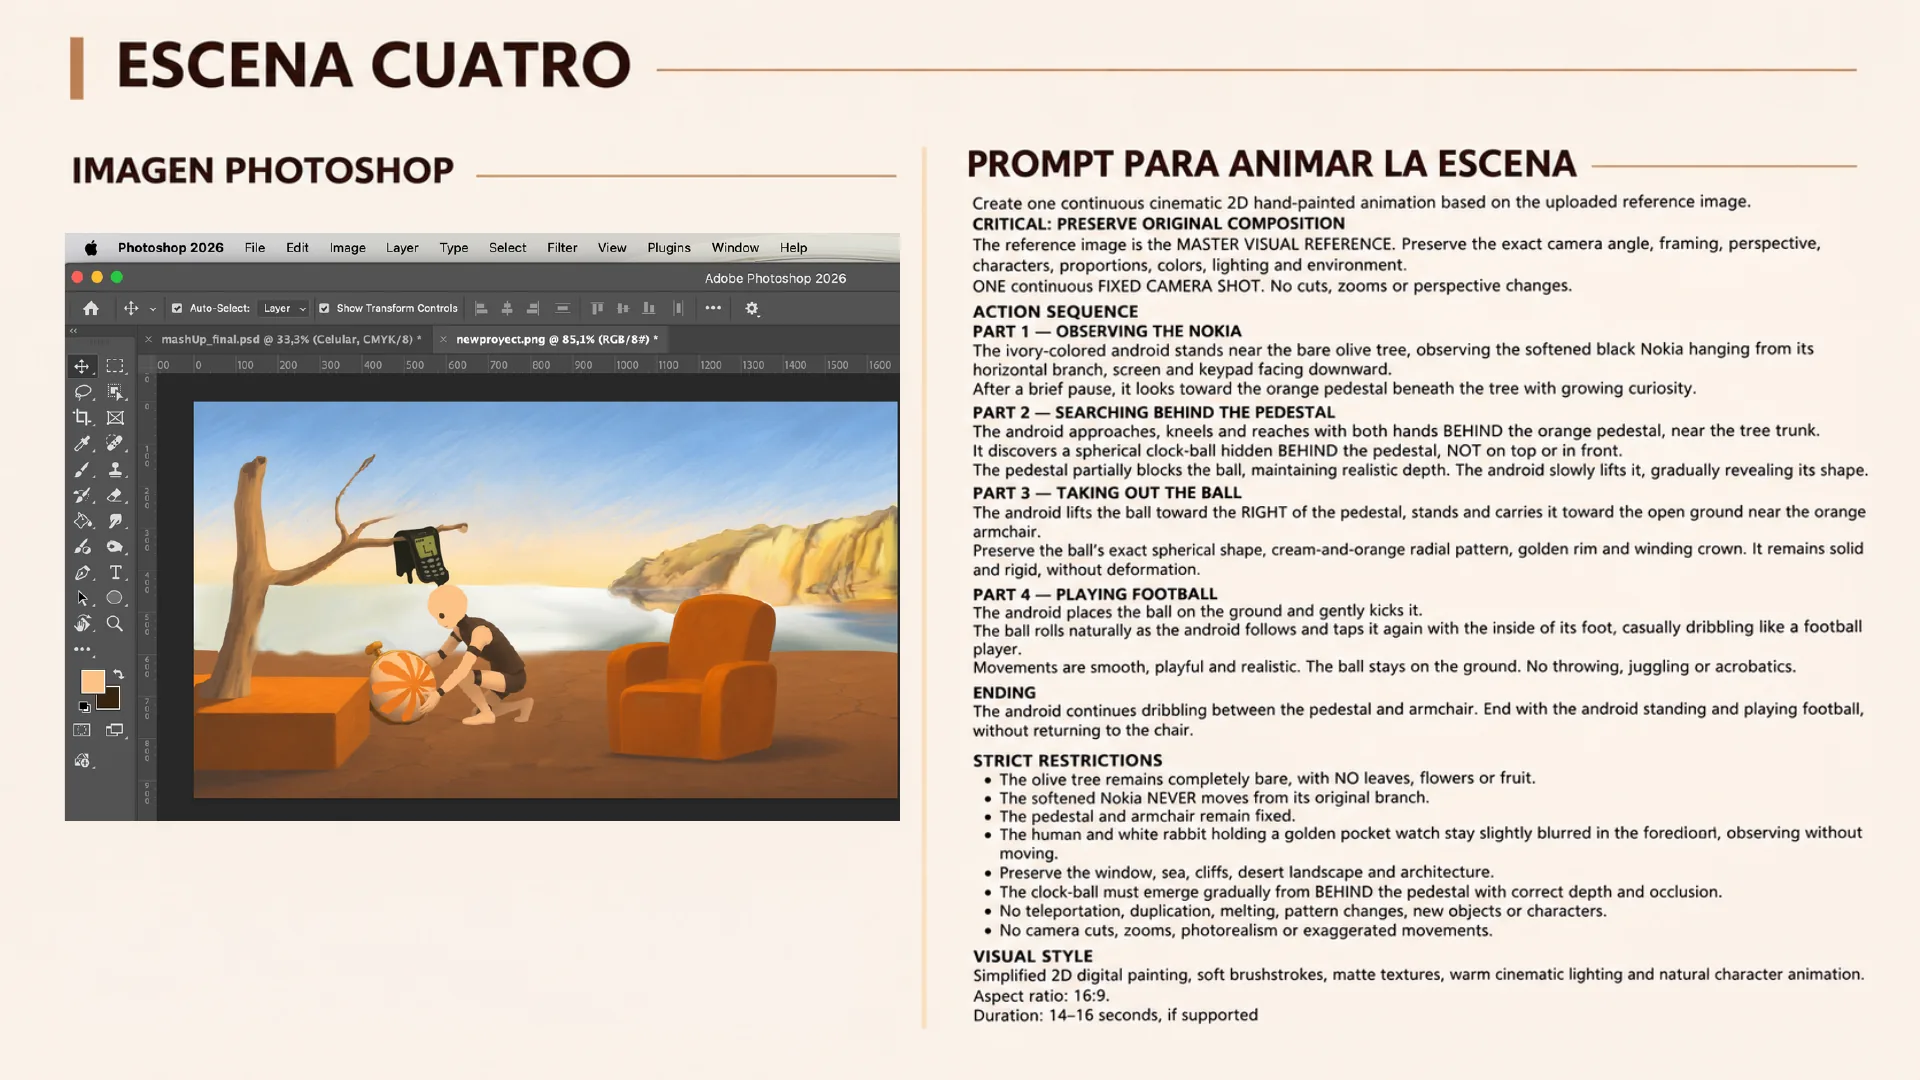 ESCENA CUATRO
IMAGEN PHOTOSHOP
Photoshop 2026 File Edit Image Layer Type Select Filter View Plugins Window Help
Adobe Photoshop 2026
Auto-Select: Layer Show Transform Controls
mashUp_final.psd @ 33,3% (Celular, CMYK/8) * newproyect.png @ 85,1% (RGB/8#) *
00 0 100 200 300 400 500 600 700 800 900 1000 1100 1200 1300 1400 1500 1600
PROMPT PARA ANIMAR LA ESCENA
Create one continuous cinematic 2D hand-painted animation based on the uploaded reference image.
CRITICAL: PRESERVE ORIGINAL COMPOSITION
The reference image is the MASTER VISUAL REFERENCE. Preserve the exact camera angle, framing, perspective,
characters, proportions, colors, lighting and environment.
ONE continuous FIXED CAMERA SHOT. No cuts, zooms or perspective changes.
ACTION SEQUENCE
PART 1 — OBSERVING THE NOKIA
The ivory-colored android stands near the bare olive tree, observing the softened black Nokia hanging from its
horizontal branch, screen and keypad facing downward.
After a brief pause, it looks toward the orange pedestal beneath the tree with growing curiosity.
PART 2 — SEARCHING BEHIND THE PEDESTAL
The android approaches, kneels and reaches with both hands BEHIND the orange pedestal, near the tree trunk.
It discovers a spherical clock-ball hidden BEHIND the pedestal, NOT on top or in front.
The pedestal partially blocks the ball, maintaining realistic depth. The android slowly lifts it, gradually revealing its shape.
PART 3 — TAKING OUT THE BALL
The android lifts the ball toward the RIGHT of the pedestal, stands and carries it toward the open ground near the orange
armchair.
Preserve the ball's exact spherical shape, cream-and-orange radial pattern, golden rim and winding crown. It remains solid
and rigid, without deformation.
PART 4 — PLAYING FOOTBALL
The android places the ball on the ground and gently kicks it.
The ball rolls naturally as the android follows and taps it again with the inside of its foot, casually dribbling like a football
player.
Movements are smooth, playful and realistic. The ball stays on the ground. No throwing, juggling or acrobatics.
ENDING
The android continues dribbling between the pedestal and armchair. End with the android standing and playing football,
without returning to the chair.
STRICT RESTRICTIONS
• The olive tree remains completely bare, with NO leaves, flowers or fruit.
• The softened Nokia NEVER moves from its original branch.
• The pedestal and armchair remain fixed.
• The human and white rabbit holding a golden pocket watch stay slightly blurred in the, observing without
moving.
• Preserve the window, sea, cliffs, desert landscape and architecture.
• The clock-ball must emerge gradually from BEHIND the pedestal with correct depth and occlusion.
• No teleportation, duplication, melting, pattern changes, new objects or characters.
• No camera cuts, zooms, photorealism or exaggerated movements.
VISUAL STYLE
Simplified 2D digital painting, soft brushstrokes, matte textures, warm cinematic lighting and natural character animation.
Aspect ratio: 16:9.
Duration: 14–16 seconds, if supported